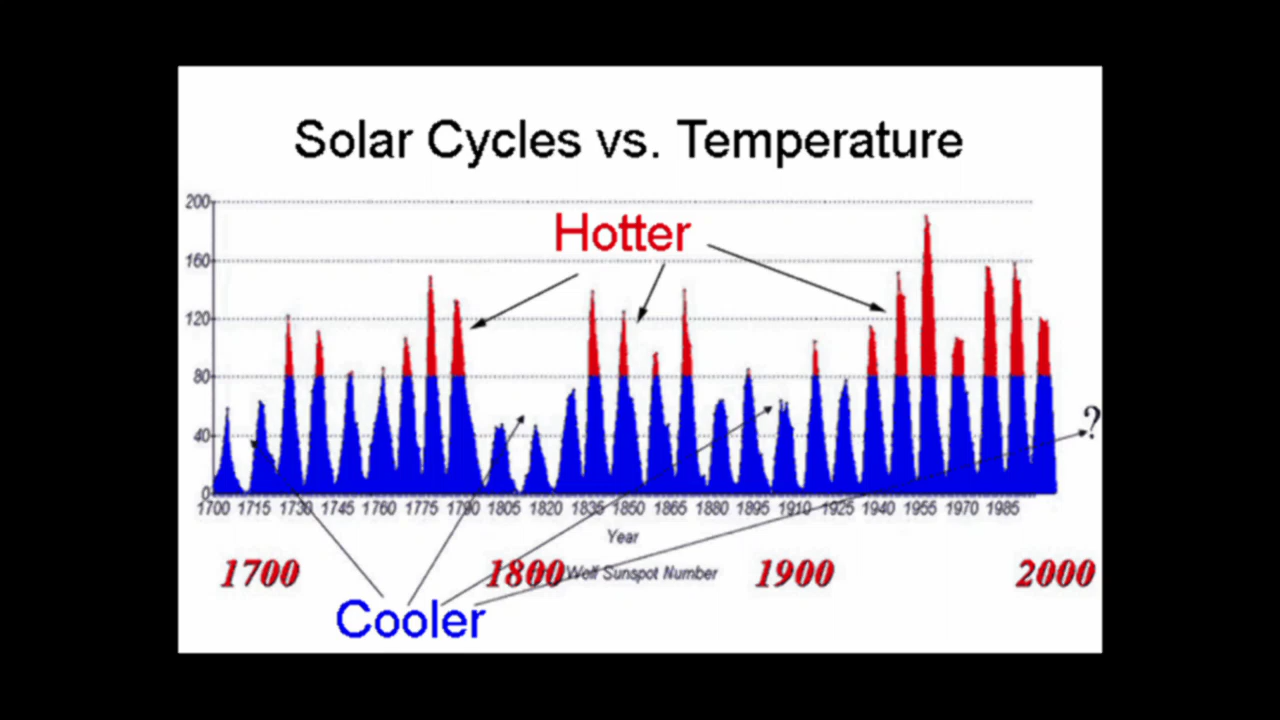 Solar Cycles vs. Temperature
200
Hotter
160
120
80
40
?
0
1700 1715 1730 1745 1760 1775 1790 1805 1820 1835 1850 1865 1880 1895 1910 1925 1940 1955 1970 1985
Year
1700 1800 Wolf Sunspot Number 1900 2000
Cooler